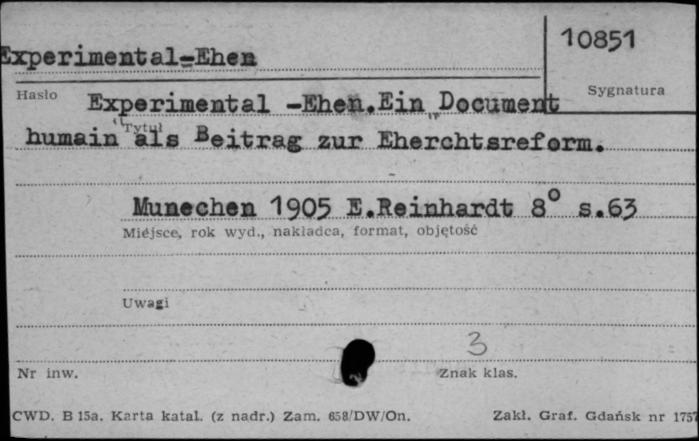 10851
Experimental-Ehen
Hasło
Sygnatura
Experimental -Ehen.Ein "Document
humain" als Beitrag zur Eherchtsreform.
Tytuł
Munechen 1905 E.Reinhardt 8° s.63
Miejsce, rok wyd., nakładca, format, objętość
Uwagi
3
Nr inw.
Znak klas.
CWD. B 15a. Karta katal. (z nadr.) Zam. 658/DW/On.
Zakł. Graf. Gdańsk nr 1757